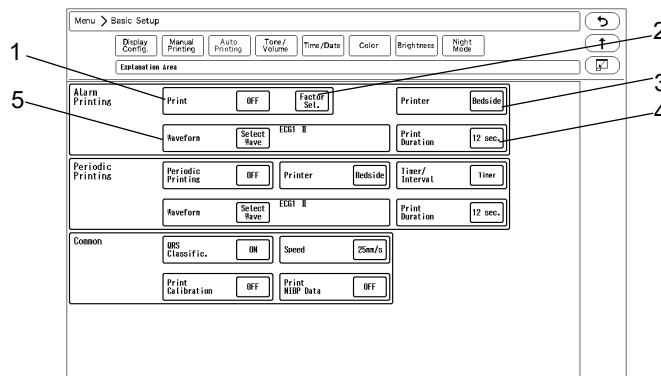 Menu > Basic Setup
Display Config.
Manual Printing
Auto Printing
Tone/ Volume
Time/Date
Color
Brightness
Night Mode
Explanation Area
1
2
3
4
5
Alarm Printing
Print
OFF
Factor Sel.
Printer
Bedside
Waveform
Select Wave
ECG1 II
Print Duration
12 sec.
Periodic Printing
Periodic Printing
OFF
Printer
Bedside
Timer/ Interval
Timer
Waveform
Select Wave
ECG1 II
Print Duration
12 sec.
Common
QRS Classific.
ON
Speed
25mm/s
Print Calibration
OFF
Print NIBP Data
OFF